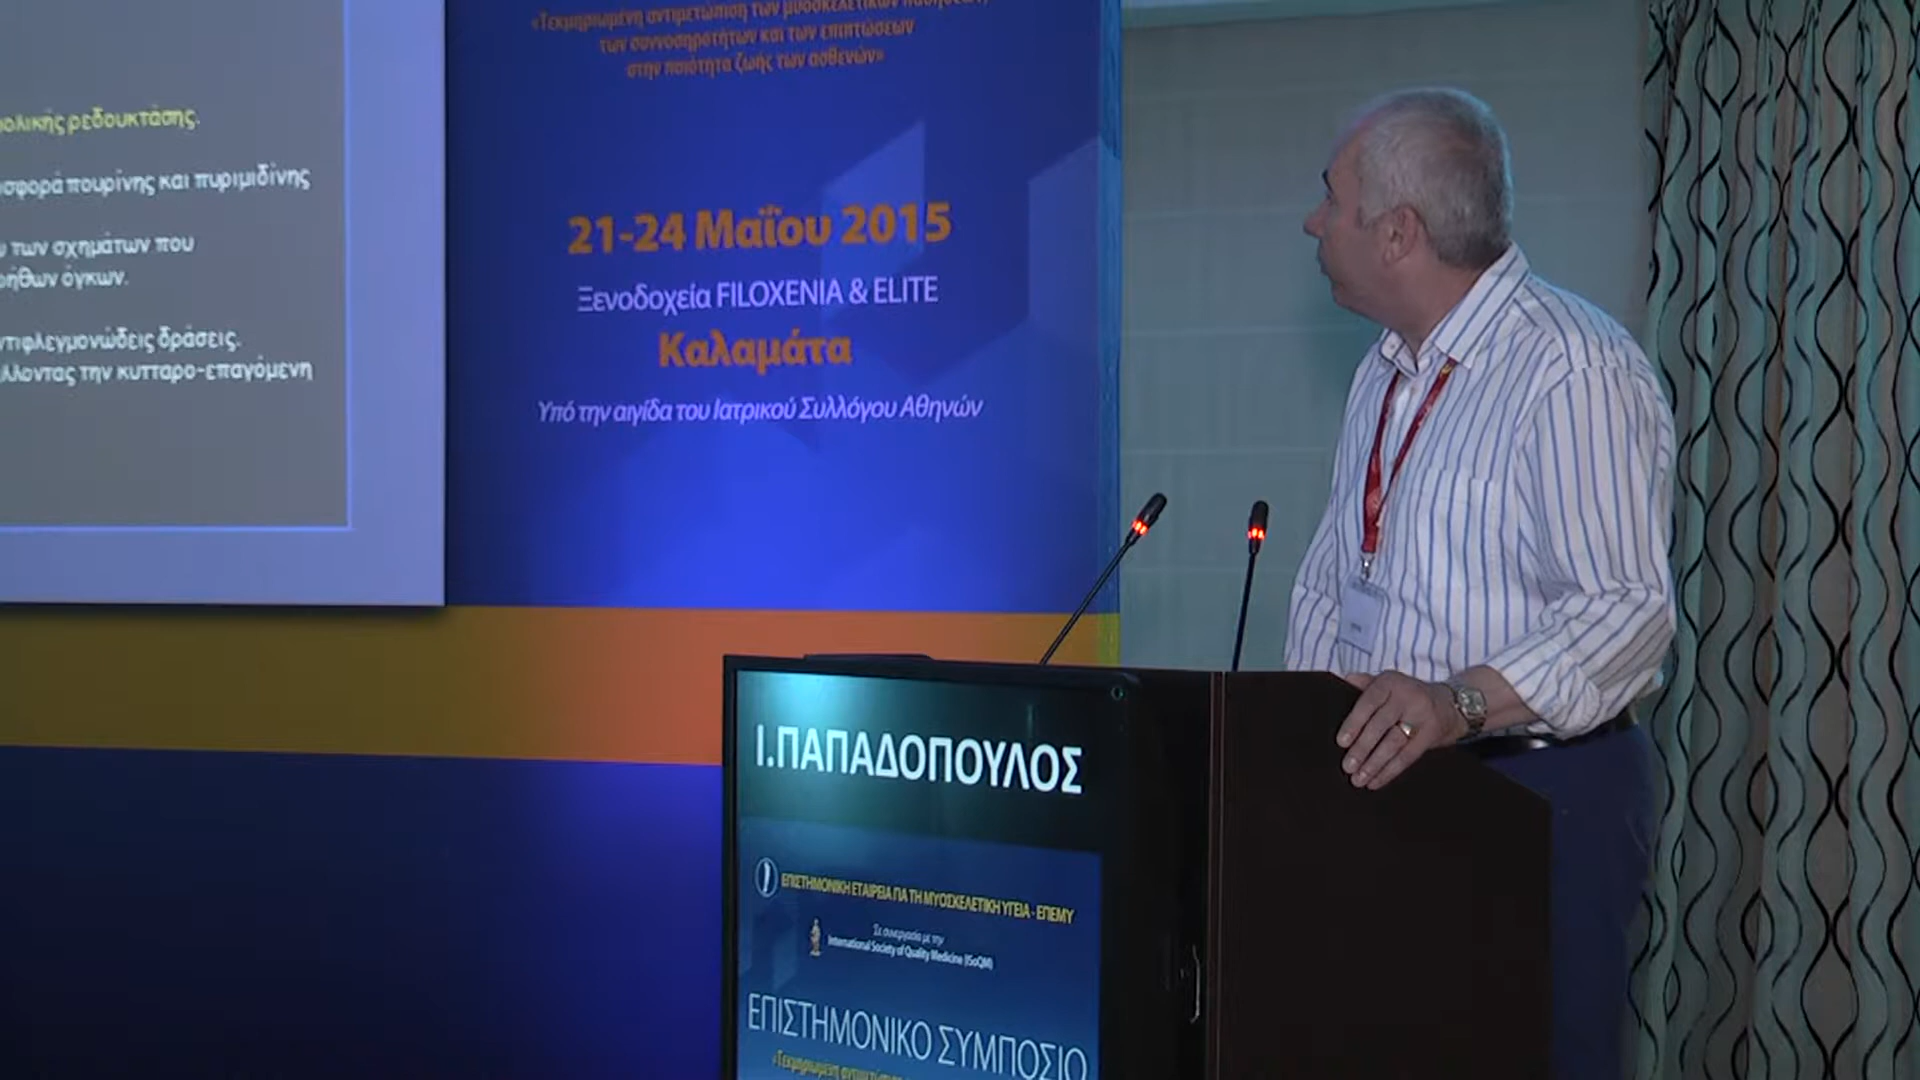 ολικής ρεδουκτάσης.
σφορά πουρίνης και πυριμιδίνης
των σχημάτων που
ήθων όγκων.
ντιφλεγμονώδεις δράσεις.
λλοντας την κυτταρο-επαγόμενη
«Τεκμηριωμένη αντιμετώπιση των μυοσκελετικών παθήσεων,
των συννοσηροτήτων και των επιπτώσεων
στην ποιότητα ζωής των ασθενών»
21-24 Μαΐου 2015
Ξενοδοχεία FILOXENIA & ELITE
Καλαμάτα
Υπό την αιγίδα του Ιατρικού Συλλόγου Αθηνών
Ι.ΠΑΠΑΔΟΠΟΥΛΟΣ
ΕΠΙΣΤΗΜΟΝΙΚΗ ΕΤΑΙΡΕΙΑ ΓΙΑ ΤΗ ΜΥΟΣΚΕΛΕΤΙΚΗ ΥΓΕΙΑ - ΕΠΕΜΥ
Σε συνεργασία με την
International Society of Quality Medicine (ISoQM)
ΕΠΙΣΤΗΜΟΝΙΚΟ ΣΥΜΠΟΣΙΟ
«Τεκμηριωμένη